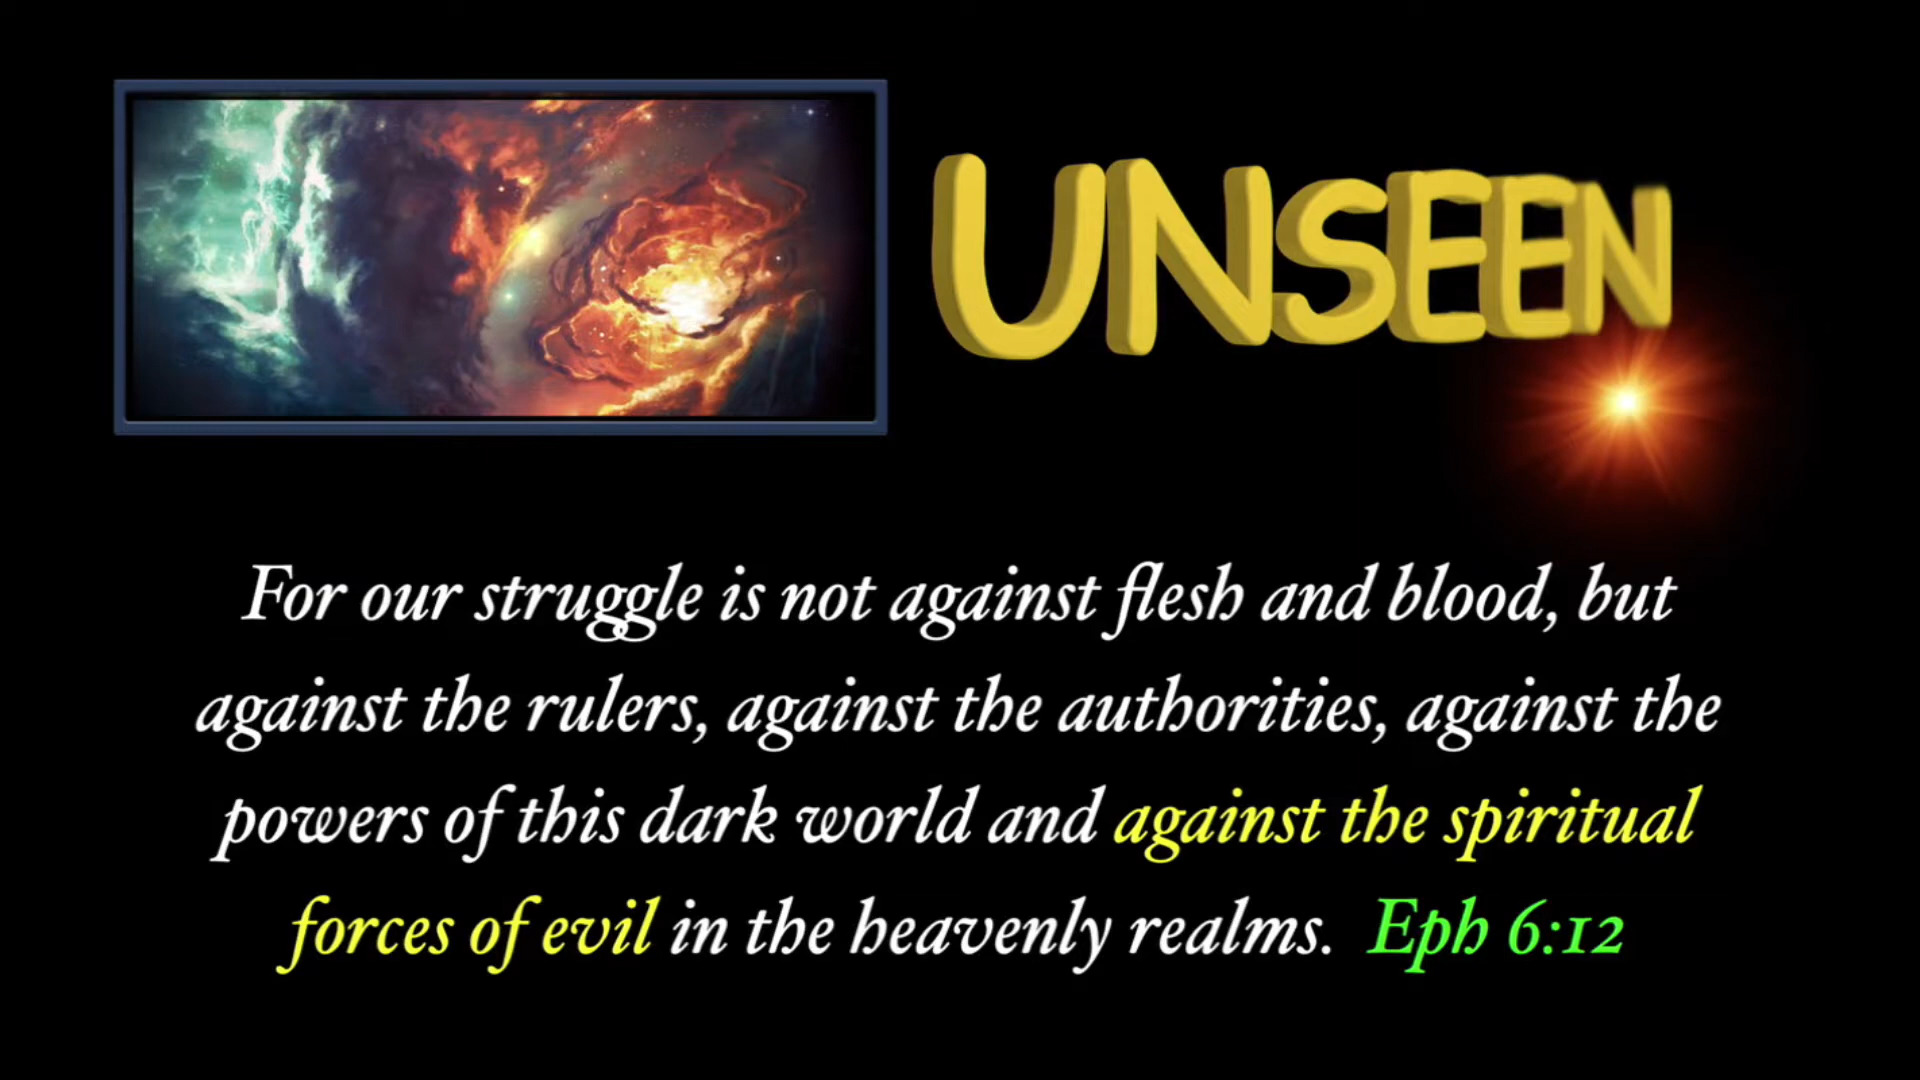 UNSEEN
For our struggle is not against flesh and blood, but
against the rulers, against the authorities, against the
powers of this dark world and against the spiritual
forces of evil in the heavenly realms. Eph 6:12